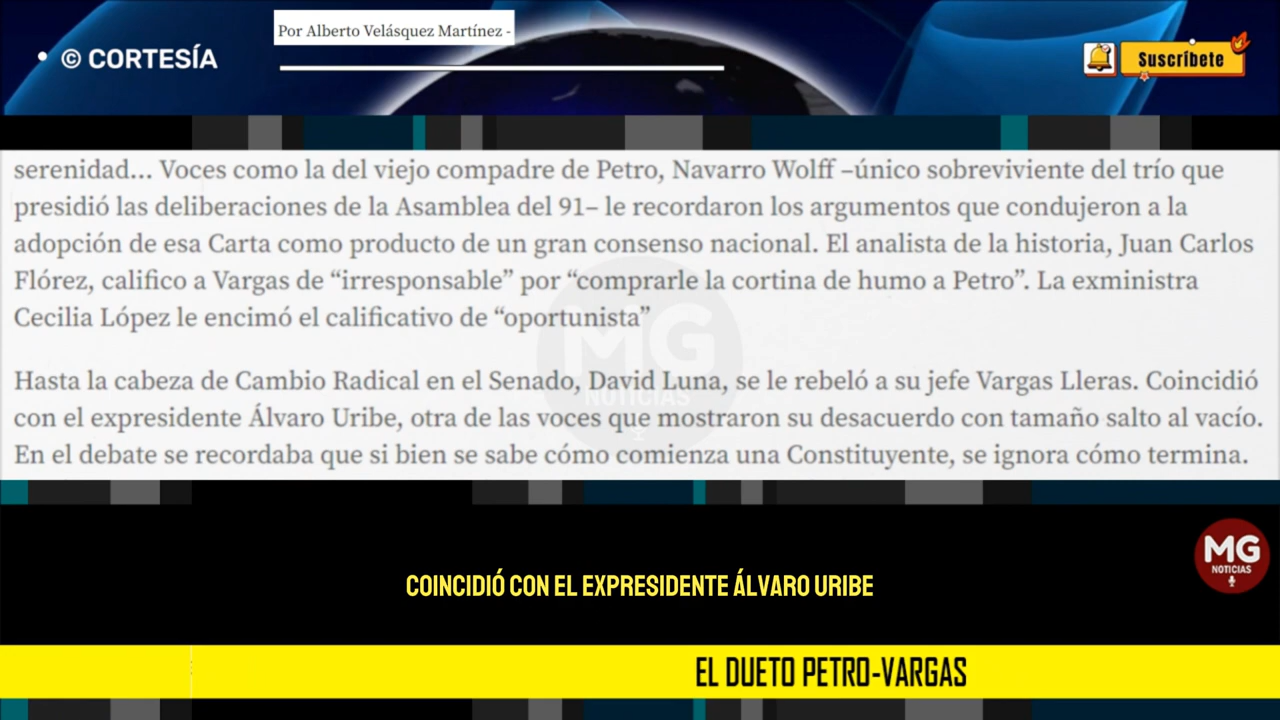 Por Alberto Velásquez Martínez -
© CORTESÍA
Suscríbete
serenidad... Voces como la del viejo compadre de Petro, Navarro Wolff –único sobreviviente del trío que
presidió las deliberaciones de la Asamblea del 91– le recordaron los argumentos que condujeron a la
adopción de esa Carta como producto de un gran consenso nacional. El analista de la historia, Juan Carlos
Flórez, califico a Vargas de “irresponsable” por “comprarle la cortina de humo a Petro”. La exministra
Cecilia López le encimó el calificativo de “oportunista”
Hasta la cabeza de Cambio Radical en el Senado, David Luna, se le rebeló a su jefe Vargas Lleras. Coincidió
con el expresidente Álvaro Uribe, otra de las voces que mostraron su desacuerdo con tamaño salto al vacío.
En el debate se recordaba que si bien se sabe cómo comienza una Constituyente, se ignora cómo termina.
MG
NOTICIAS
COINCIDIÓ CON EL EXPRESIDENTE ÁLVARO URIBE
MG
NOTICIAS
EL DUETO PETRO-VARGAS